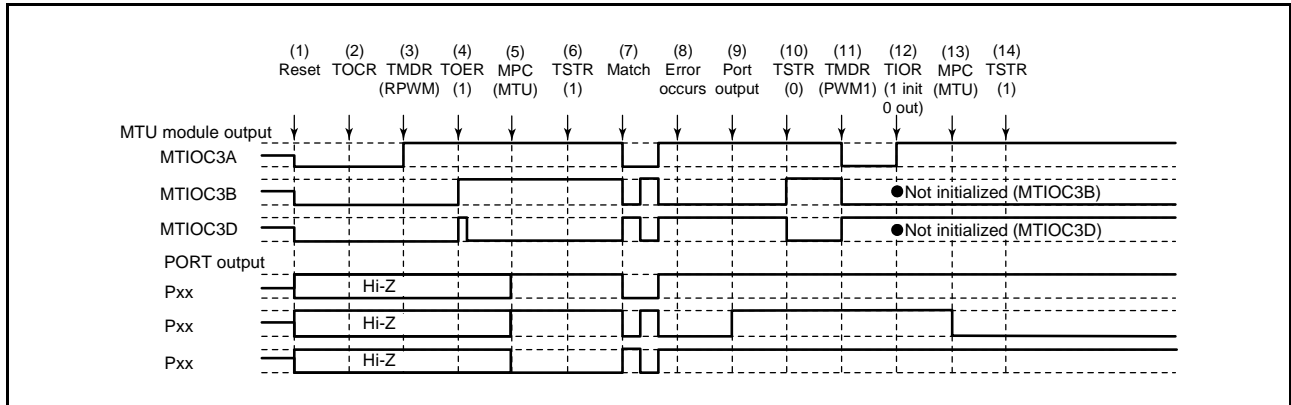 (1) (2) (3) (4) (5) (6) (7) (8) (9) (10) (11) (12) (13) (14)
Reset TOCR TMDR TOER MPC TSTR Match Error Port TSTR TMDR TIOR MPC TSTR
(RPWM) (1) (MTU) (1) occurs output (0) (PWM1) (1 init (MTU) (1)
0 out)
MTU module output
MTIOC3A
MTIOC3B ●Not initialized (MTIOC3B)
MTIOC3D ●Not initialized (MTIOC3D)
PORT output
Pxx Hi-Z
Pxx Hi-Z
Pxx Hi-Z